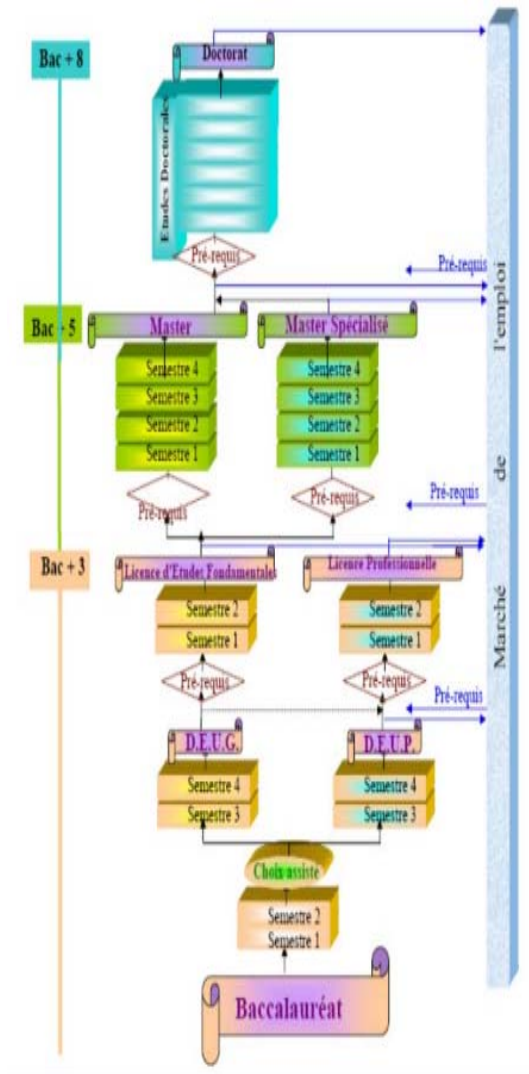 Bac + 8
Doctorat
Etudes Doctorales
Pré-requis
Pré-requis
Bac + 5
Master
Master Spécialisé
Semestre 4
Semestre 3
Semestre 2
Semestre 1
Semestre 4
Semestre 3
Semestre 2
Semestre 1
Pré-requis
Pré-requis
Pré-requis
Bac + 3
Licence d'Etudes Fondamentales
Licence Professionnelle
Semestre 2
Semestre 1
Semestre 2
Semestre 1
Pré-requis
Pré-requis
Pré-requis
D.E.U.G.
D.E.U.P.
Semestre 4
Semestre 3
Semestre 4
Semestre 3
Choix assiste
Semestre 2
Semestre 1
Baccalauréat
Marché de l'emploi